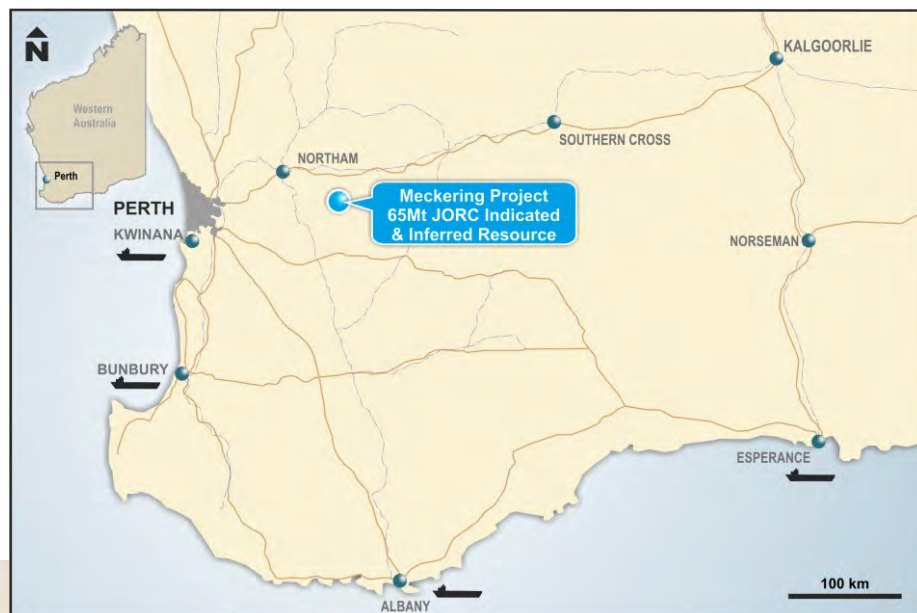 N
Western
Australia
Perth
KALGOORLIE
SOUTHERN CROSS
NORTHAM
Meckering Project
65Mt JORC Indicated
& Inferred Resource
PERTH
KWINANA
NORSEMAN
BUNBURY
ESPERANCE
ALBANY
100 km